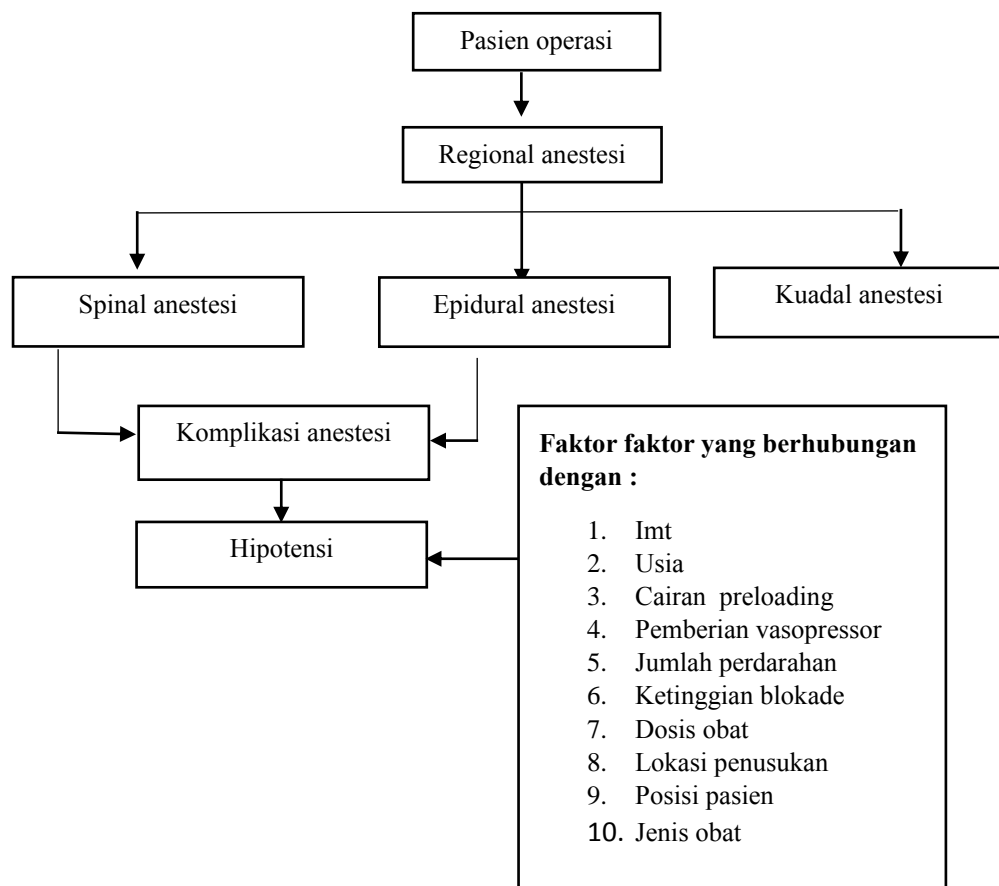 Pasien operasi
Regional anestesi
Spinal anestesi
Epidural anestesi
Kuadal anestesi
Komplikasi anestesi
Hipotensi
Faktor faktor yang berhubungan
dengan :
1. Imt
2. Usia
3. Cairan preloading
4. Pemberian vasopressor
5. Jumlah perdarahan
6. Ketinggian blokade
7. Dosis obat
8. Lokasi penusukan
9. Posisi pasien
10. Jenis obat